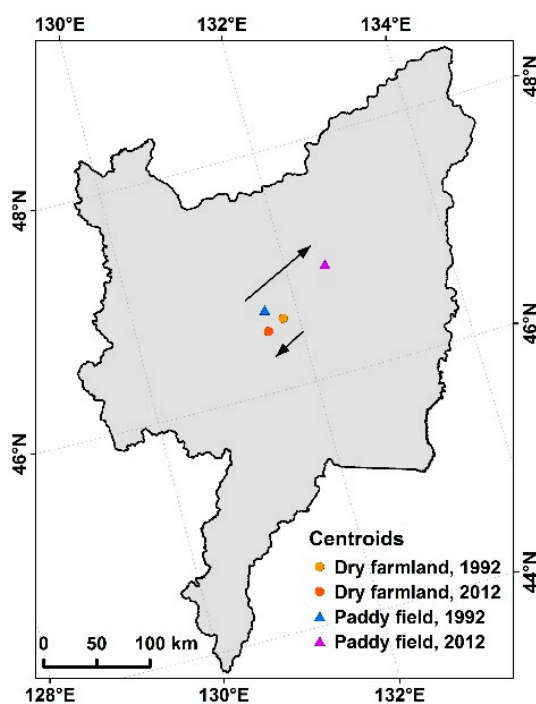 130°E 132°E 134°E
48°N
48°N
46°N
46°N
44°N
Centroids
Dry farmland, 1992
Dry farmland, 2012
Paddy field, 1992
Paddy field, 2012
0 50 100 km
128°E 130°E 132°E